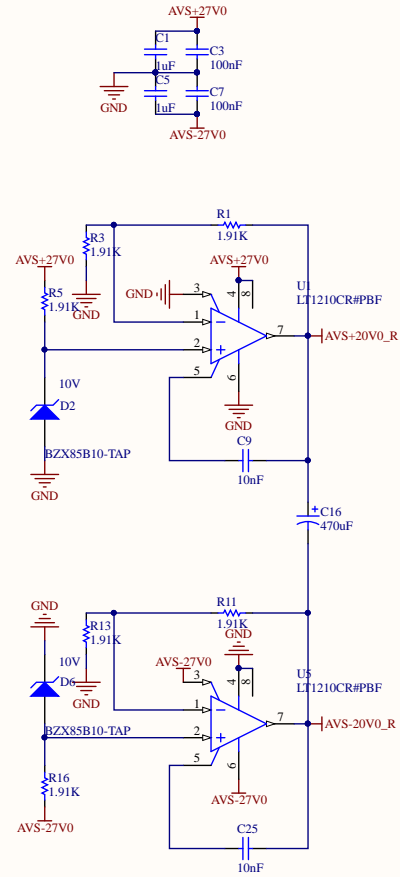 AVS+27V0
C1
C3
1uF
100nF
C5
C7
GND
1uF
100nF
AVS-27V0
R1
1.91K
R3
1.91K
AVS+27V0
AVS+27V0
GND
3
4
8
U1
LT1210CR#PBF
R5
1.91K
GND
1
7
AVS+20V0_R
2
5
6
10V
D2
GND
BZX85B10-TAP
C9
10nF
GND
C16
470uF
R11
1.91K
GND
R13
1.91K
GND
10V
D6
AVS-27V0
3
4
8
U5
LT1210CR#PBF
GND
1
7
AVS-20V0_R
BZX85B10-TAP
2
5
6
R16
1.91K
AVS-27V0
AVS-27V0
C25
10nF